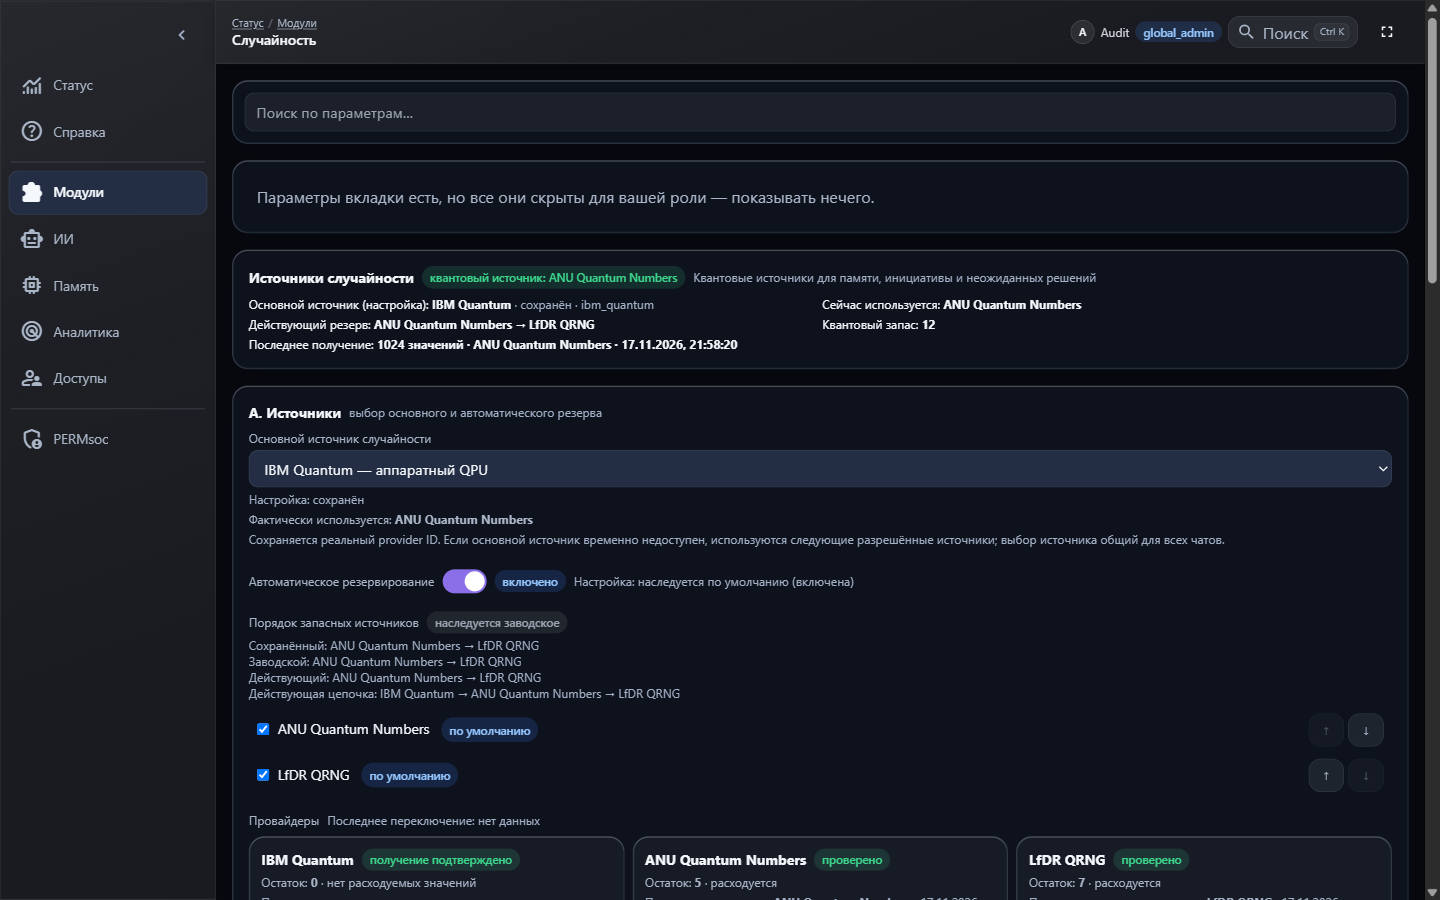 Статус / Модули
Случайность
A Audit global_admin Поиск Ctrl K
Статус
Справка
Модули
ИИ
Память
Аналитика
Доступы
PERMsoc
Поиск по параметрам...
Параметры вкладки есть, но все они скрыты для вашей роли — показывать нечего.
Источники случайности квантовый источник: ANU Quantum Numbers Квантовые источники для памяти, инициативы и неожиданных решений
Основной источник (настройка): IBM Quantum · сохранён · ibm_quantum
Сейчас используется: ANU Quantum Numbers
Действующий резерв: ANU Quantum Numbers → LfDR QRNG
Квантовый запас: 12
Последнее получение: 1024 значений · ANU Quantum Numbers · 17.11.2026, 21:58:20
А. Источники выбор основного и автоматического резерва
Основной источник случайности
IBM Quantum — аппаратный QPU
Настройка: сохранён
Фактически используется: ANU Quantum Numbers
Сохраняется реальный provider ID. Если основной источник временно недоступен, используются следующие разрешённые источники; выбор источника общий для всех чатов.
Автоматическое резервирование включено Настройка: наследуется по умолчанию (включена)
Порядок запасных источников наследуется заводское
Сохранённый: ANU Quantum Numbers → LfDR QRNG
Заводской: ANU Quantum Numbers → LfDR QRNG
Действующий: ANU Quantum Numbers → LfDR QRNG
Действующая цепочка: IBM Quantum → ANU Quantum Numbers → LfDR QRNG
ANU Quantum Numbers по умолчанию ↑ ↓
LfDR QRNG по умолчанию ↑ ↓
Провайдеры Последнее переключение: нет данных
IBM Quantum получение подтверждено
Остаток: 0 · нет расходуемых значений
ANU Quantum Numbers проверено
Остаток: 5 · расходуется
LfDR QRNG проверено
Остаток: 7 · расходуется